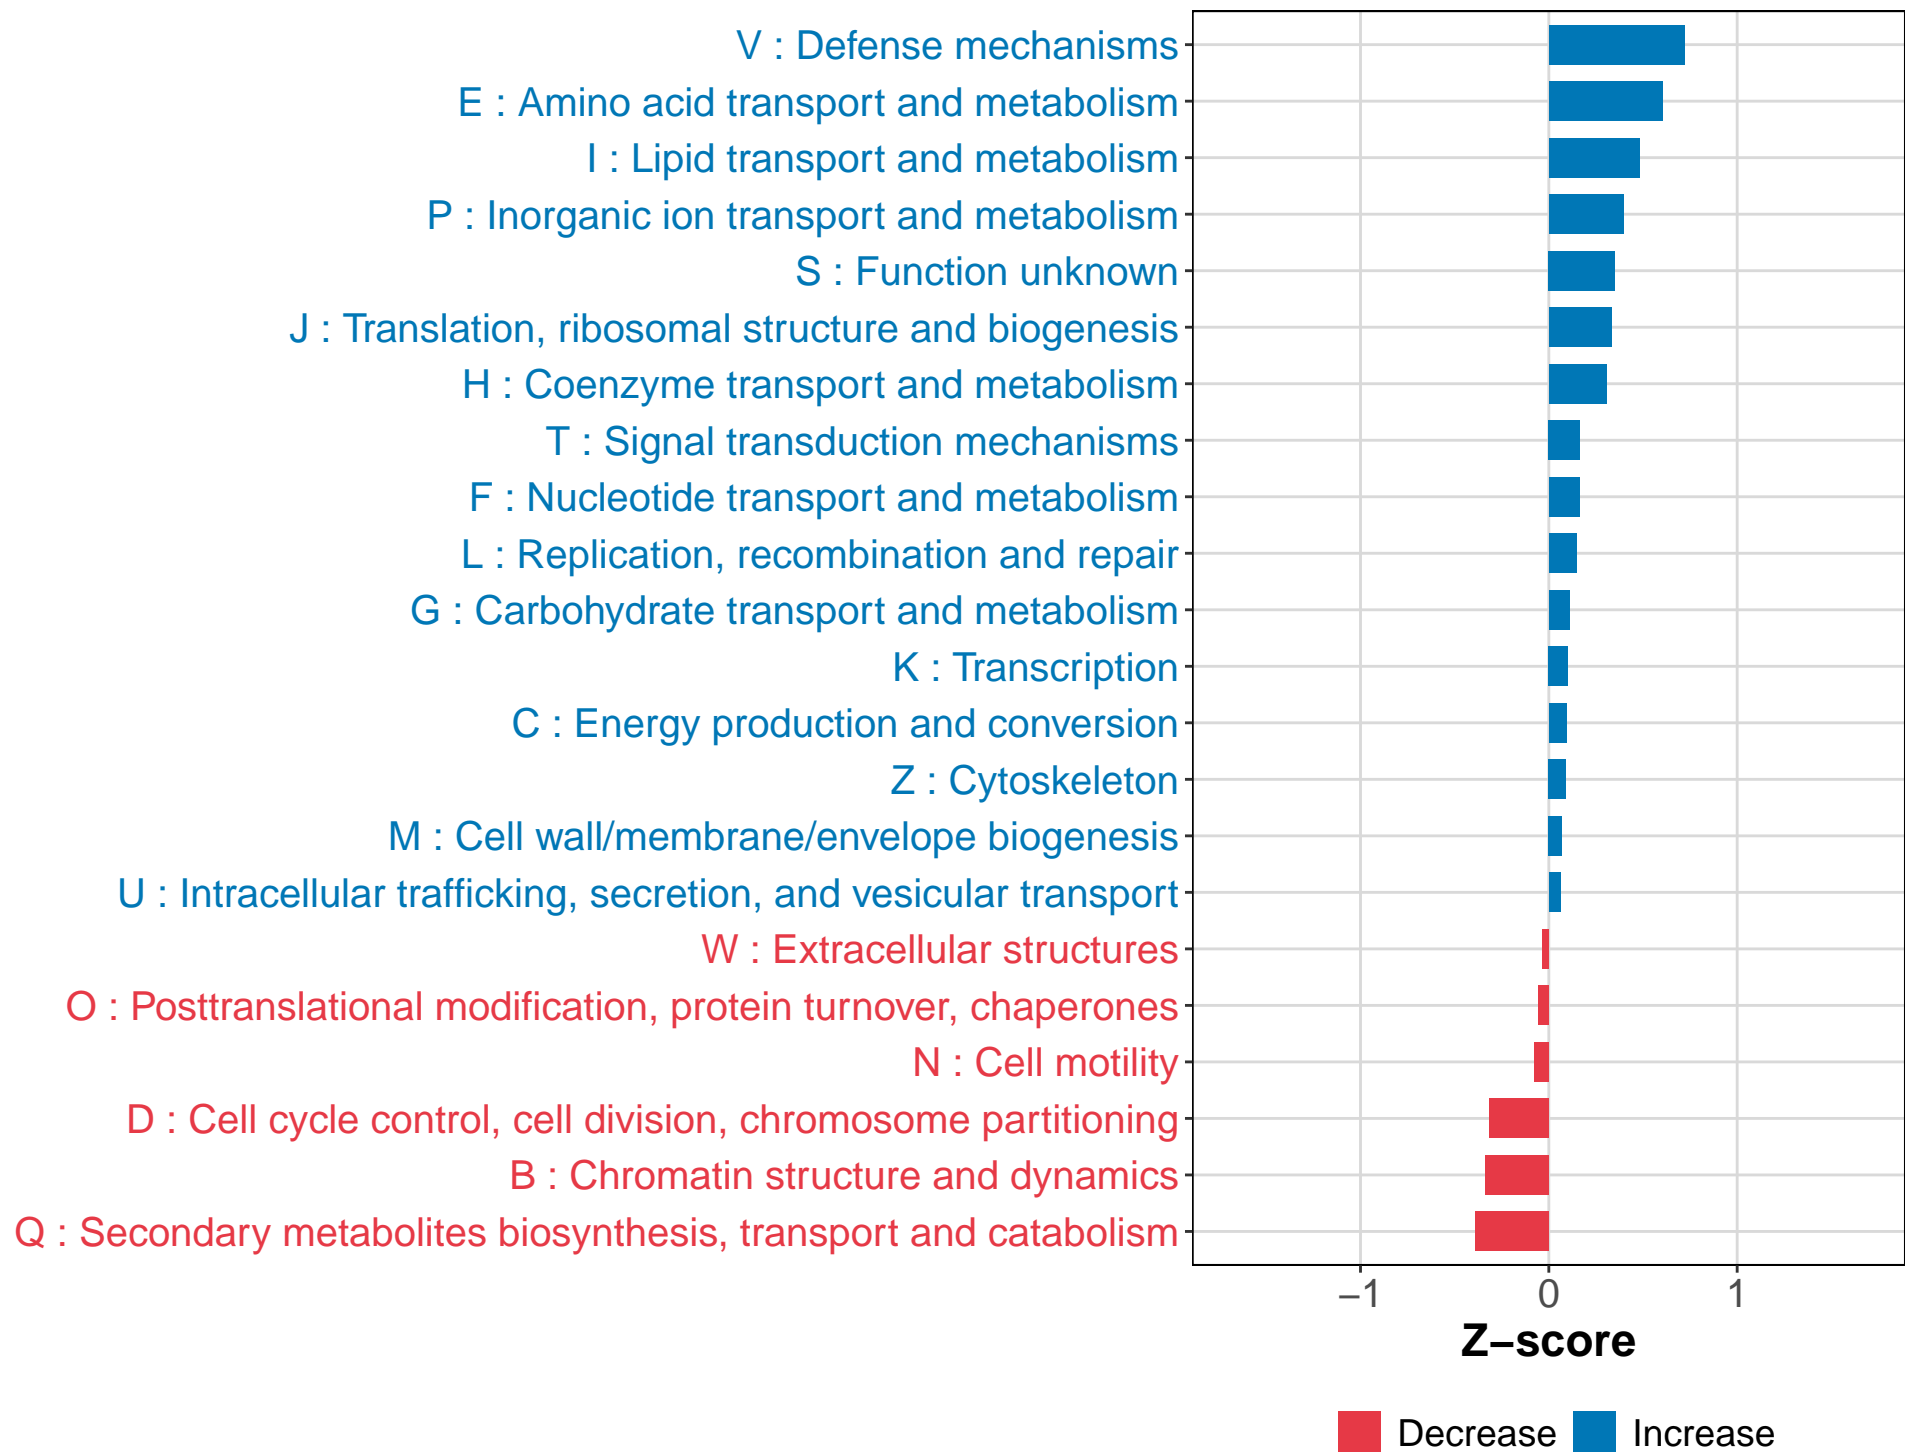 V : Defense mechanisms
E : Amino acid transport and metabolism
I : Lipid transport and metabolism
P : Inorganic ion transport and metabolism
S : Function unknown
J : Translation, ribosomal structure and biogenesis
H : Coenzyme transport and metabolism
T : Signal transduction mechanisms
F : Nucleotide transport and metabolism
L : Replication, recombination and repair
G : Carbohydrate transport and metabolism
K : Transcription
C : Energy production and conversion
Z : Cytoskeleton
M : Cell wall/membrane/envelope biogenesis
U : Intracellular trafficking, secretion, and vesicular transport
W : Extracellular structures
O : Posttranslational modification, protein turnover, chaperones
N : Cell motility
D : Cell cycle control, cell division, chromosome partitioning
B : Chromatin structure and dynamics
Q : Secondary metabolites biosynthesis, transport and catabolism
−1 0 1
Z−score
Decrease Increase